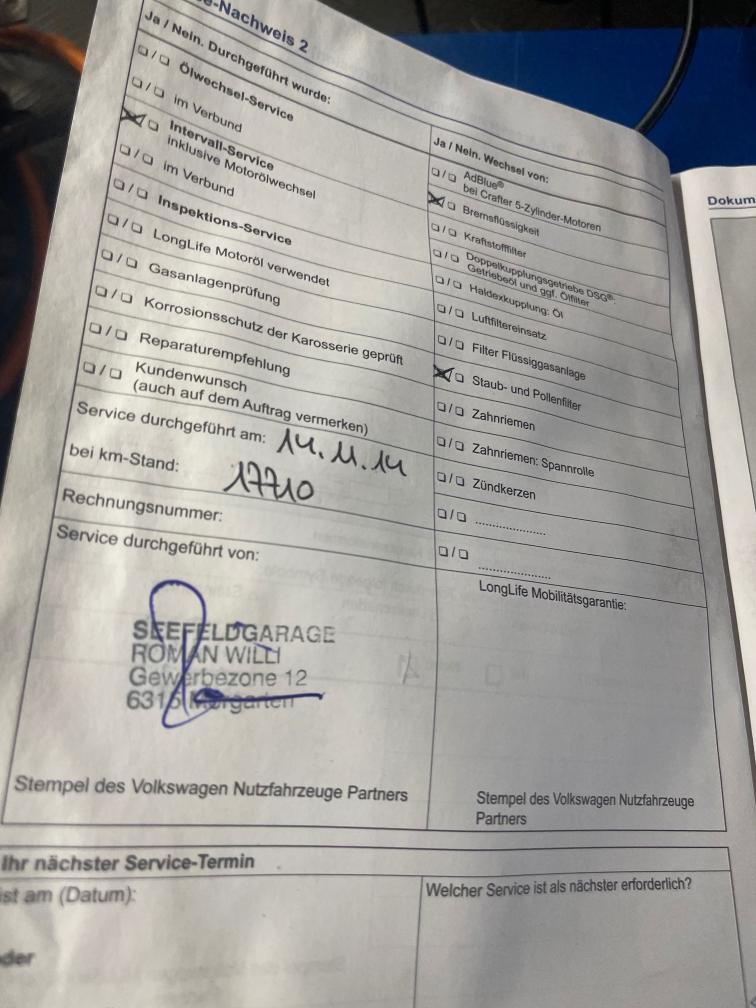 e-Nachweis 2
Ja / Nein. Durchgeführt wurde:
❏/❏ Ölwechsel-Service
❏/❏ im Verbund
☒❏ Intervall-Service
inklusive Motorölwechsel
❏/❏ im Verbund
❏/❏ Inspektions-Service
❏/❏ LongLife Motoröl verwendet
❏/❏ Gasanlagenprüfung
❏/❏ Korrosionsschutz der Karosserie geprüft
❏/❏ Reparaturempfehlung
❏/❏ Kundenwunsch
(auch auf dem Auftrag vermerken)
Service durchgeführt am: 14.11.14
bei km-Stand: 17710
Rechnungsnummer:
Service durchgeführt von:
SEEFELDGARAGE
ROMAN WILLI
Gewerbezone 12
6315 Morgarten
Stempel des Volkswagen Nutzfahrzeuge Partners
Ja / Nein. Wechsel von:
❏/❏ AdBlue®
bei Crafter 5-Zylinder-Motoren
☒❏ Bremsflüssigkeit
❏/❏ Kraftstofffilter
❏/❏ Doppelkupplungsgetriebe DSG®:
Getriebeöl und ggf. Ölfilter
❏/❏ Haldexkupplung: Öl
❏/❏ Luftfiltereinsatz
❏/❏ Filter Flüssiggasanlage
☒❏ Staub- und Pollenfilter
❏/❏ Zahnriemen
❏/❏ Zahnriemen: Spannrolle
❏/❏ Zündkerzen
❏/❏ ....................
❏/❏ ....................
LongLife Mobilitätsgarantie:
Stempel des Volkswagen Nutzfahrzeuge
Partners
Ihr nächster Service-Termin
ist am (Datum):
oder
Welcher Service ist als nächster erforderlich?
Dokum